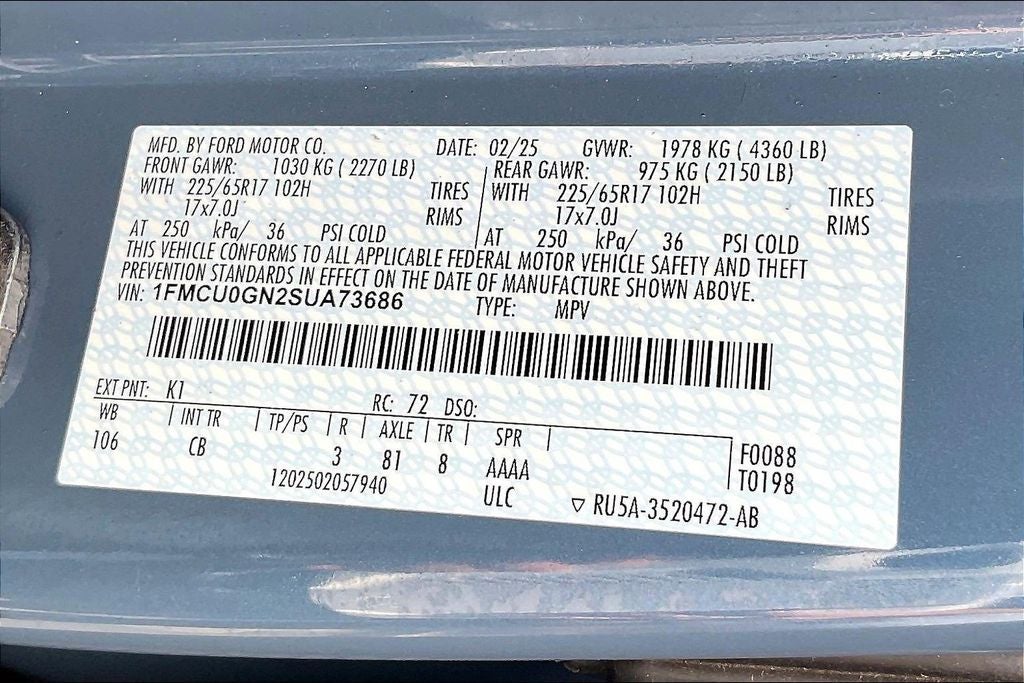 MFD. BY FORD MOTOR CO. DATE: 02/25 GVWR: 1978 KG ( 4360 LB)
FRONT GAWR: 1030 KG ( 2270 LB) REAR GAWR: 975 KG ( 2150 LB)
WITH 225/65R17 102H TIRES WITH 225/65R17 102H TIRES
17x7.0J RIMS 17x7.0J RIMS
AT 250 kPa/ 36 PSI COLD AT 250 kPa/ 36 PSI COLD
THIS VEHICLE CONFORMS TO ALL APPLICABLE FEDERAL MOTOR VEHICLE SAFETY AND THEFT
PREVENTION STANDARDS IN EFFECT ON THE DATE OF MANUFACTURE SHOWN ABOVE.
VIN: 1FMCU0GN2SUA73686 TYPE: MPV
EXT PNT: K1 RC: 72 DSO:
WB INT TR TP/PS R AXLE TR SPR
106 CB 3 81 8 AAAA F0088
1202502057940 ULC T0198
▽ RU5A-3520472-AB